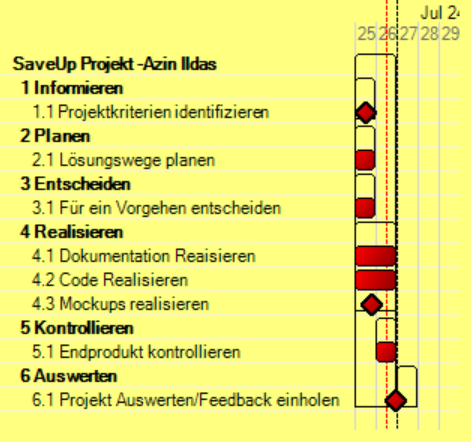 Jul 24
25 26 27 28 29
SaveUp Projekt -Azin Ildas
1 Informieren
1.1 Projektkriterien identifizieren
2 Planen
2.1 Lösungswege planen
3 Entscheiden
3.1 Für ein Vorgehen entscheiden
4 Realisieren
4.1 Dokumentation Reaisieren
4.2 Code Realisieren
4.3 Mockups realisieren
5 Kontrollieren
5.1 Endprodukt kontrollieren
6 Auswerten
6.1 Projekt Auswerten/Feedback einholen